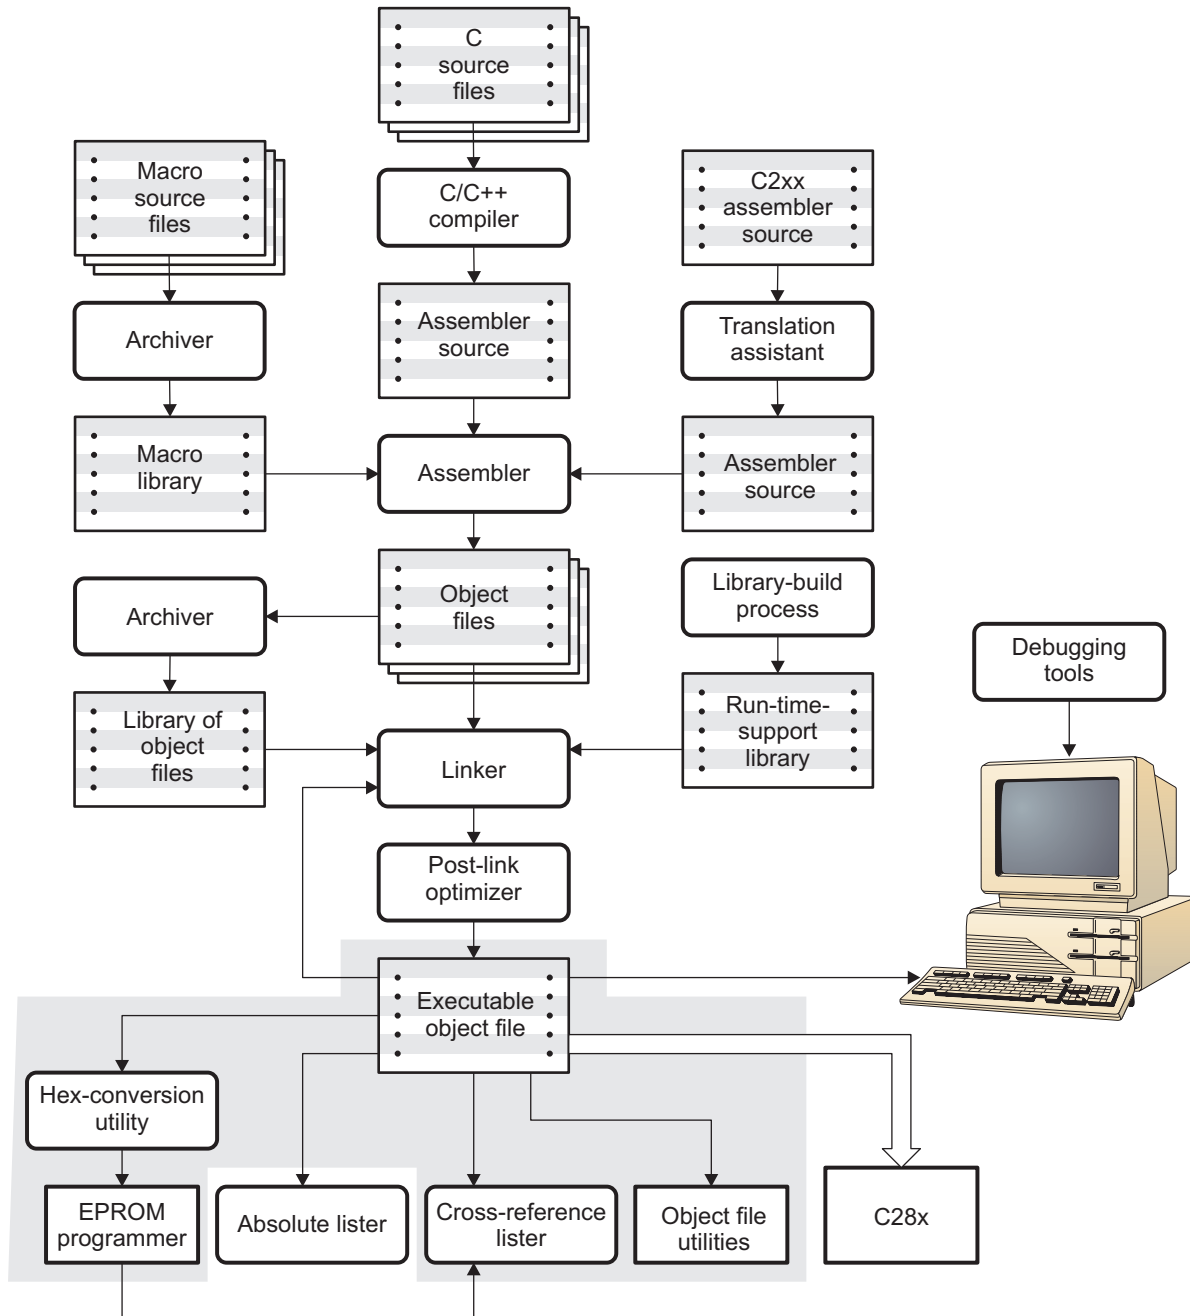 C
source
files
Macro
source
files
C/C++
compiler
C2xx
assembler
source
Archiver
Assembler
source
Translation
assistant
Macro
library
Assembler
Assembler
source
Archiver
Object
files
Library-build
process
Debugging
tools
Library of
object
files
Linker
Run-time-
support
library
Post-link
optimizer
Executable
object file
Hex-conversion
utility
EPROM
programmer
Absolute lister
Cross-reference
lister
Object file
utilities
C28x